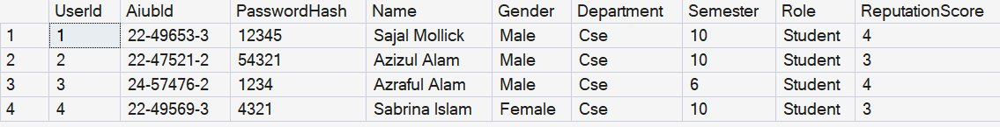 UserId AiubId PasswordHash Name Gender Department Semester Role ReputationScore
1 1 22-49653-3 12345 Sajal Mollick Male Cse 10 Student 4
2 2 22-47521-2 54321 Azizul Alam Male Cse 10 Student 3
3 3 24-57476-2 1234 Azraful Alam Male Cse 6 Student 4
4 4 22-49569-3 4321 Sabrina Islam Female Cse 10 Student 3